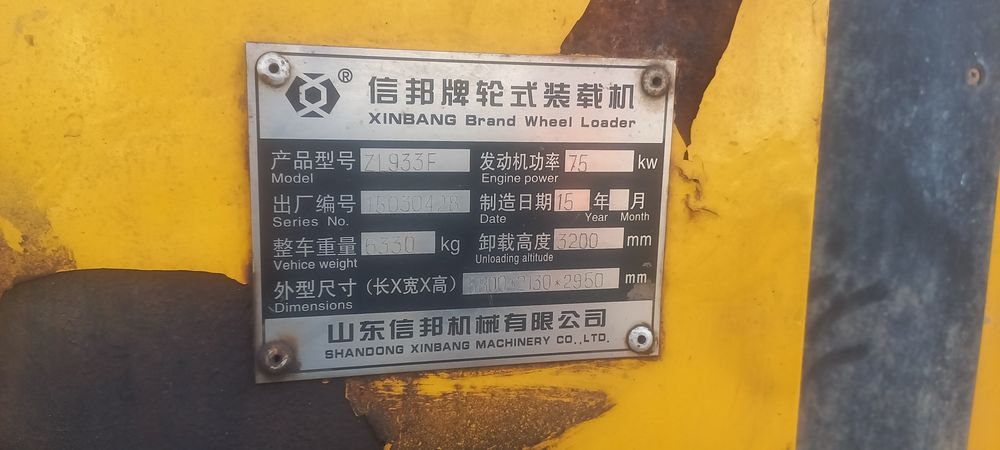 ® 信邦牌轮式装载机
XINBANG Brand Wheel Loader
产品型号 ZL933F 发动机功率 75 kw
Model Engine power
出厂编号 15030428 制造日期 15 年 月
Series No. Date Year Month
整车重量 6330 kg 卸载高度 3200 mm
Vehice weight Unloading altitude
外型尺寸 (长X宽X高) mm
Dimensions
山东信邦机械有限公司
SHANDONG XINBANG MACHINERY CO.,LTD.